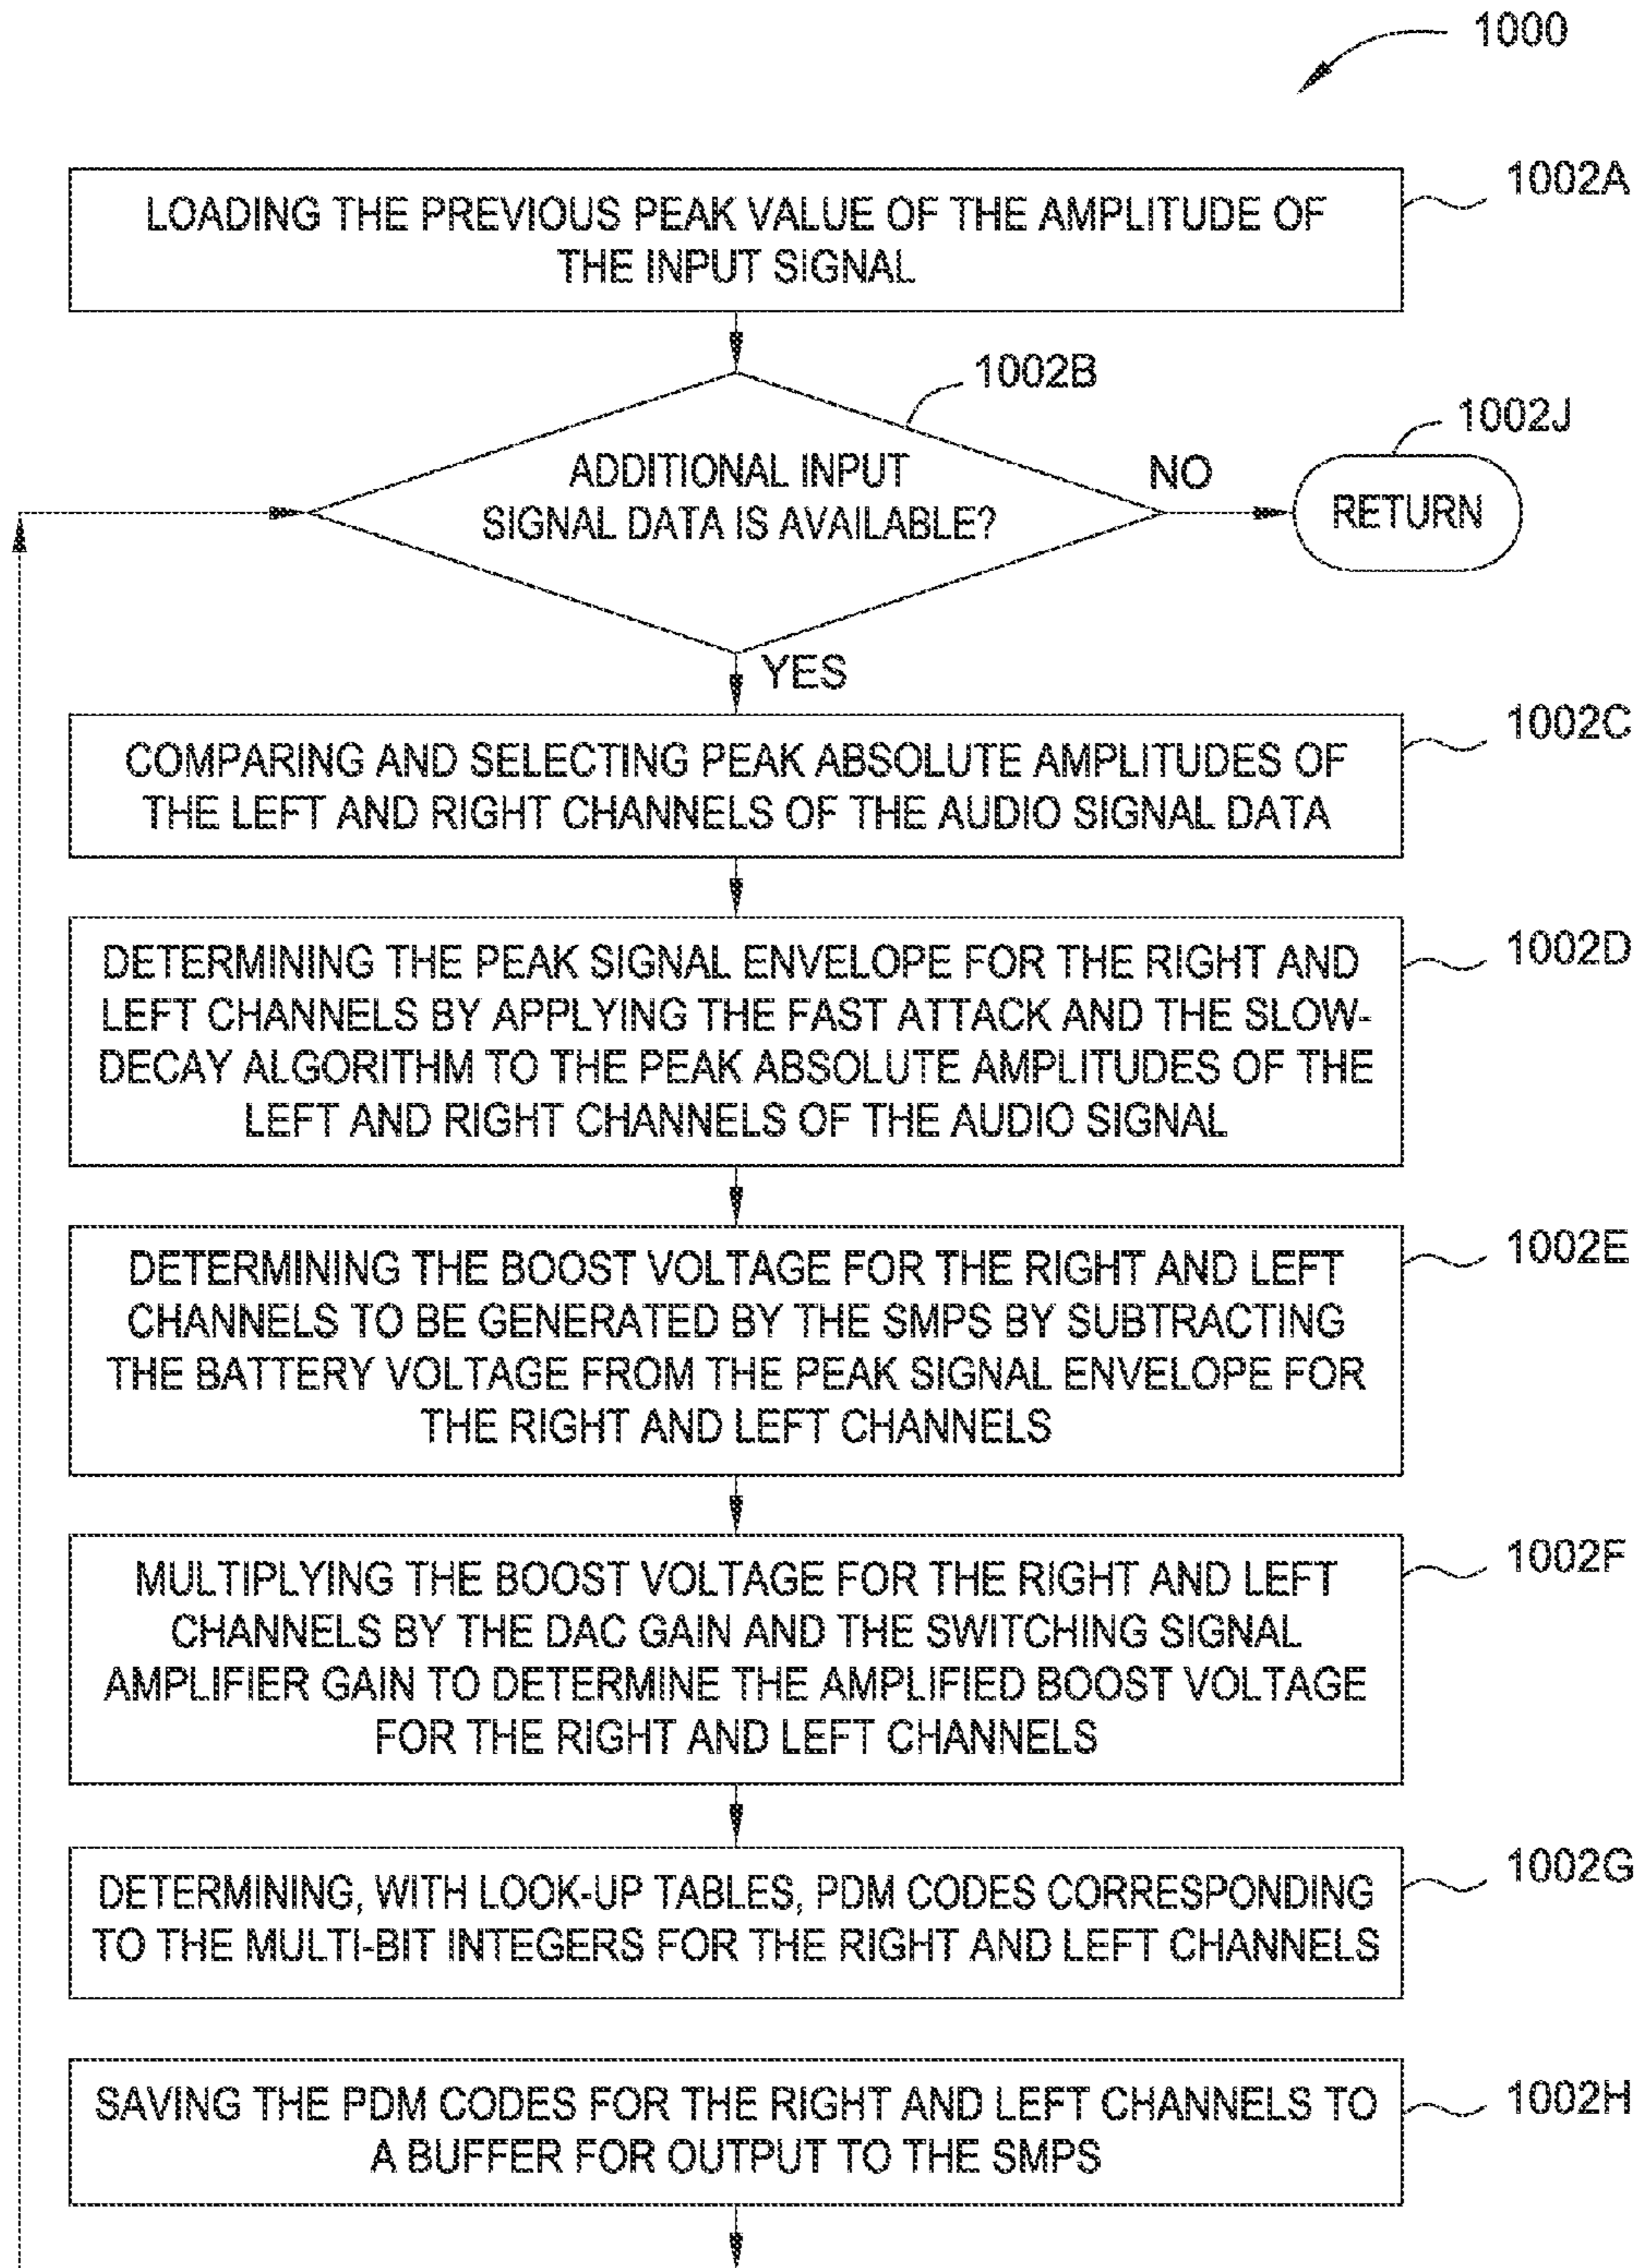 1000
1002A
LOADING THE PREVIOUS PEAK VALUE OF THE AMPLITUDE OF
THE INPUT SIGNAL
1002B
1002J
ADDITIONAL INPUT
SIGNAL DATA IS AVAILABLE?
NO
RETURN
YES
1002C
COMPARING AND SELECTING PEAK ABSOLUTE AMPLITUDES OF
THE LEFT AND RIGHT CHANNELS OF THE AUDIO SIGNAL DATA
1002D
DETERMINING THE PEAK SIGNAL ENVELOPE FOR THE RIGHT AND
LEFT CHANNELS BY APPLYING THE FAST ATTACK AND THE SLOW-
DECAY ALGORITHM TO THE PEAK ABSOLUTE AMPLITUDES OF THE
LEFT AND RIGHT CHANNELS OF THE AUDIO SIGNAL
1002E
DETERMINING THE BOOST VOLTAGE FOR THE RIGHT AND LEFT
CHANNELS TO BE GENERATED BY THE SMPS BY SUBTRACTING
THE BATTERY VOLTAGE FROM THE PEAK SIGNAL ENVELOPE FOR
THE RIGHT AND LEFT CHANNELS
1002F
MULTIPLYING THE BOOST VOLTAGE FOR THE RIGHT AND LEFT
CHANNELS BY THE DAC GAIN AND THE SWITCHING SIGNAL
AMPLIFIER GAIN TO DETERMINE THE AMPLIFIED BOOST VOLTAGE
FOR THE RIGHT AND LEFT CHANNELS
1002G
DETERMINING, WITH LOOK-UP TABLES, PDM CODES CORRESPONDING
TO THE MULTI-BIT INTEGERS FOR THE RIGHT AND LEFT CHANNELS
1002H
SAVING THE PDM CODES FOR THE RIGHT AND LEFT CHANNELS TO
A BUFFER FOR OUTPUT TO THE SMPS